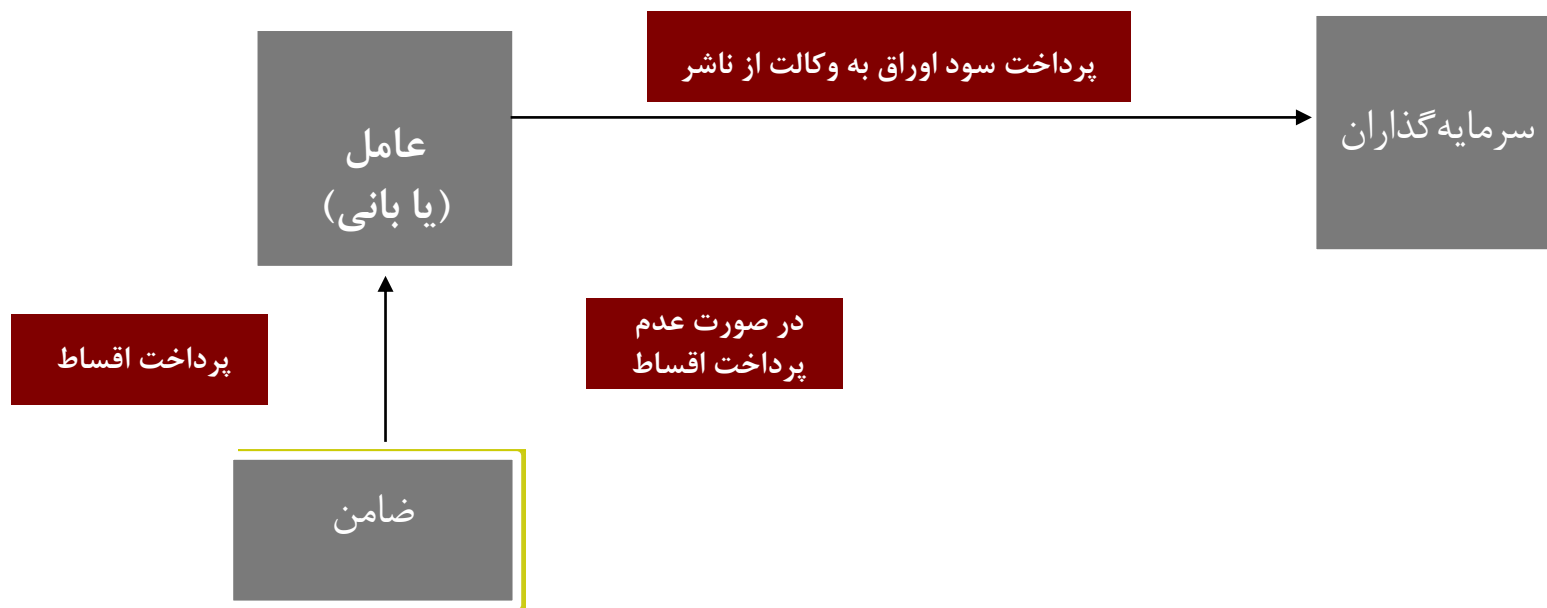 پرداخت سود اوراق به وکالت از ناشر
سرمایه‌گذاران
عامل
(یا بانی)
در صورت عدم
پرداخت اقساط
پرداخت اقساط
ضامن